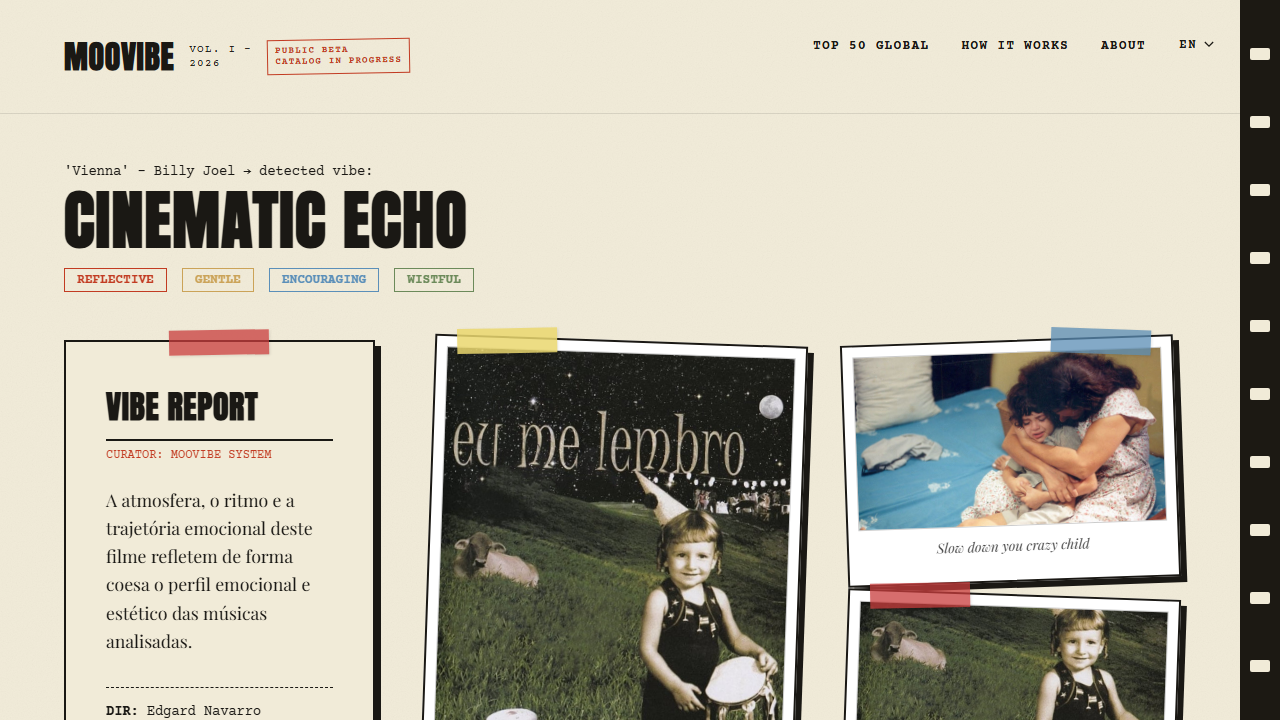 MOOVIBE
VOL. I –
2026
PUBLIC BETA
CATALOG IN PROGRESS
TOP 50 GLOBAL
HOW IT WORKS
ABOUT
EN
'Vienna' – Billy Joel → detected vibe:
CINEMATIC ECHO
REFLECTIVE
GENTLE
ENCOURAGING
WISTFUL
VIBE REPORT
CURATOR: MOOVIBE SYSTEM
A atmosfera, o ritmo e a
trajetória emocional deste
filme refletem de forma
coesa o perfil emocional e
estético das músicas
analisadas.
DIR: Edgard Navarro
eu me lembro
Slow down you crazy child